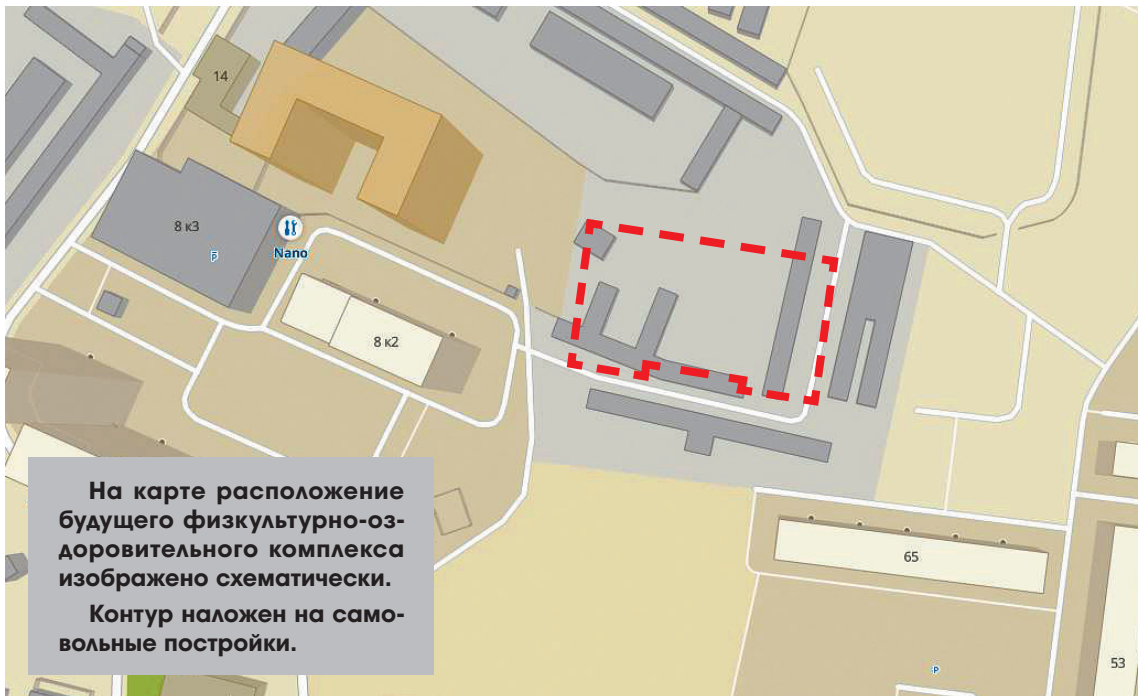 14
8 к3
P
Nano
8 к2
На карте расположение
будущего физкультурно-оз-
доровительного комплекса
изображено схематически.
Контур наложен на само-
вольные постройки.
65
53
P